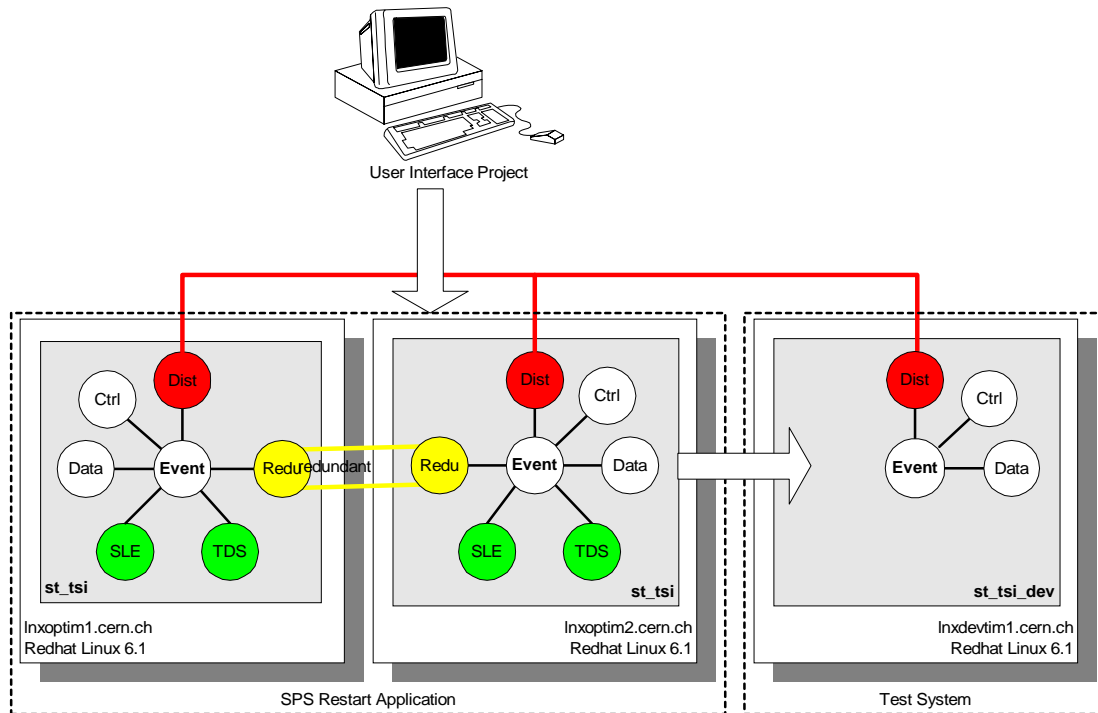 User Interface Project
Dist
Ctrl
Data
Event
Redu
redundant
SLE
TDS
st_tsi
lnxoptim1.cern.ch
Redhat Linux 6.1
Dist
Ctrl
Redu
Event
Data
SLE
TDS
st_tsi
lnxoptim2.cern.ch
Redhat Linux 6.1
SPS Restart Application
Dist
Ctrl
Event
Data
st_tsi_dev
lnxdevtim1.cern.ch
Redhat Linux 6.1
Test System